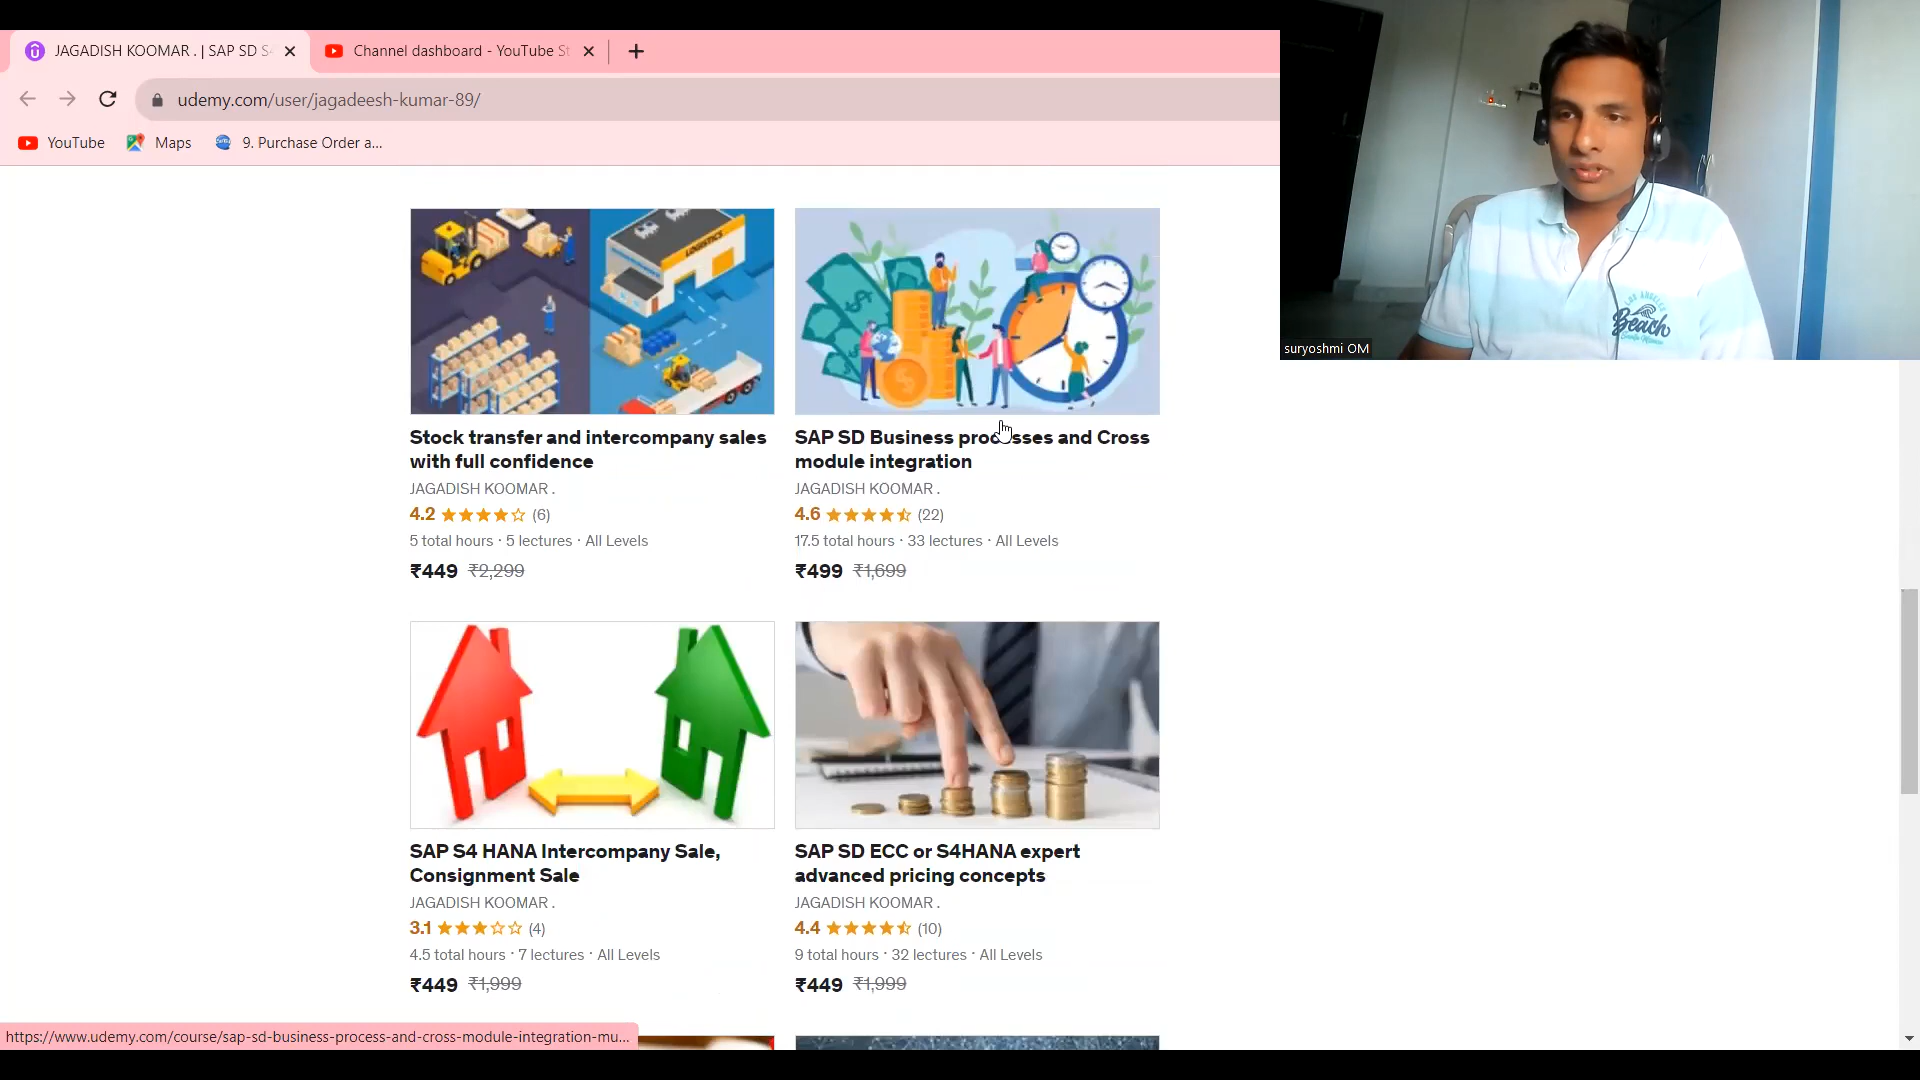 JAGADISH KOOMAR . | SAP SD S
Channel dashboard - YouTube St
udemy.com/user/jagadeesh-kumar-89/
YouTube
Maps
9. Purchase Order a...
LOGISTICS
Stock transfer and intercompany sales
with full confidence
JAGADISH KOOMAR .
4.2 (6)
5 total hours · 5 lectures · All Levels
₹449 ₹2,299
SAP SD Business processes and Cross
module integration
JAGADISH KOOMAR .
4.6 (22)
17.5 total hours · 33 lectures · All Levels
₹499 ₹1,699
SAP S4 HANA Intercompany Sale,
Consignment Sale
JAGADISH KOOMAR .
3.1 (4)
4.5 total hours · 7 lectures · All Levels
₹449 ₹1,999
SAP SD ECC or S4HANA expert
advanced pricing concepts
JAGADISH KOOMAR .
4.4 (10)
9 total hours · 32 lectures · All Levels
₹449 ₹1,999
https://www.udemy.com/course/sap-sd-business-process-and-cross-module-integration-mu...
LOS ANGELES
Beach
suryoshmi OM